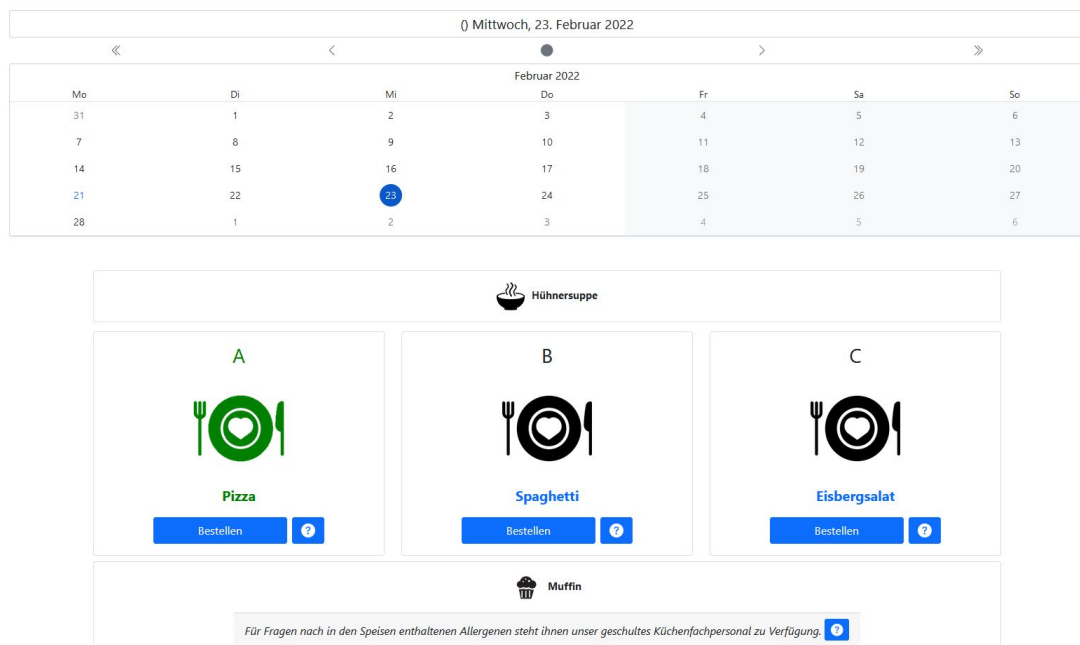 () Mittwoch, 23. Februar 2022
Februar 2022
Mo Di Mi Do Fr Sa So
31 1 2 3 4 5 6
7 8 9 10 11 12 13
14 15 16 17 18 19 20
21 22 23 24 25 26 27
28 1 2 3 4 5 6
Hühnersuppe
A B C
Pizza Spaghetti Eisbergsalat
Bestellen ? Bestellen ? Bestellen ?
Muffin
Für Fragen nach in den Speisen enthaltenen Allergenen steht ihnen unser geschultes Küchenfachpersonal zu Verfügung. ?